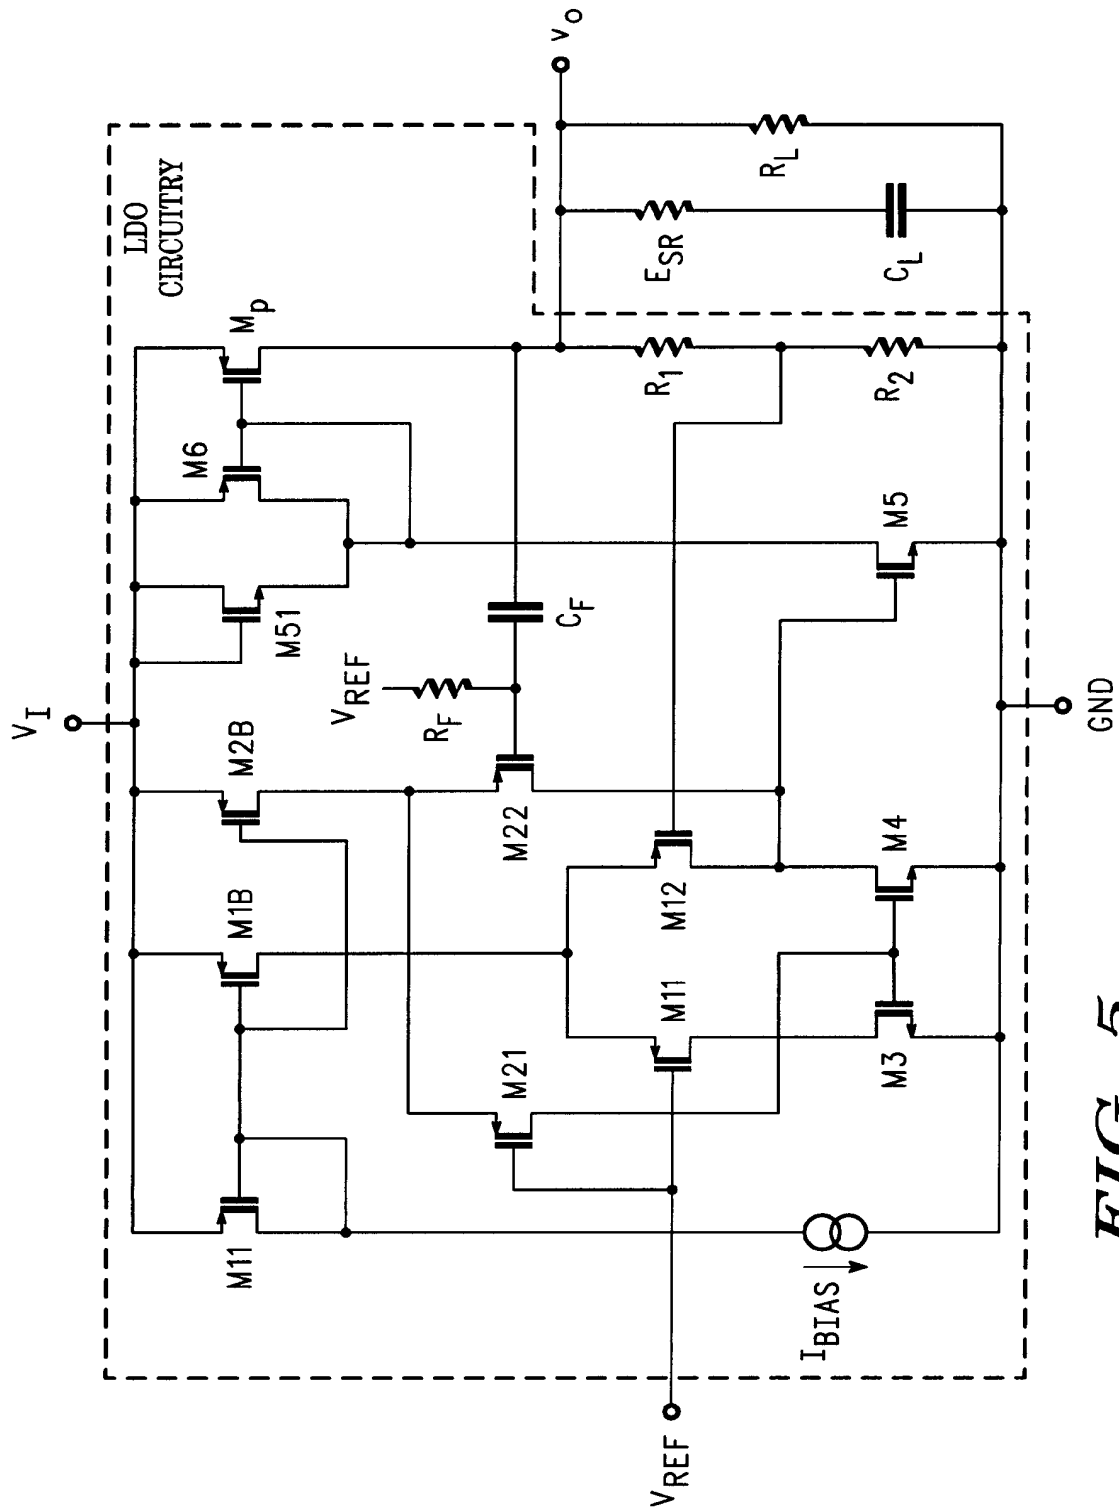 V_I
LDO
CIRCUITRY
M_p
M6
M51
M2B
M1B
M11
V_REF
R_F
C_F
M22
M21
M12
M11
M5
M4
M3
R_1
R_2
E_SR
C_L
R_L
V_O
I_BIAS
V_REF
GND
FIG. 5